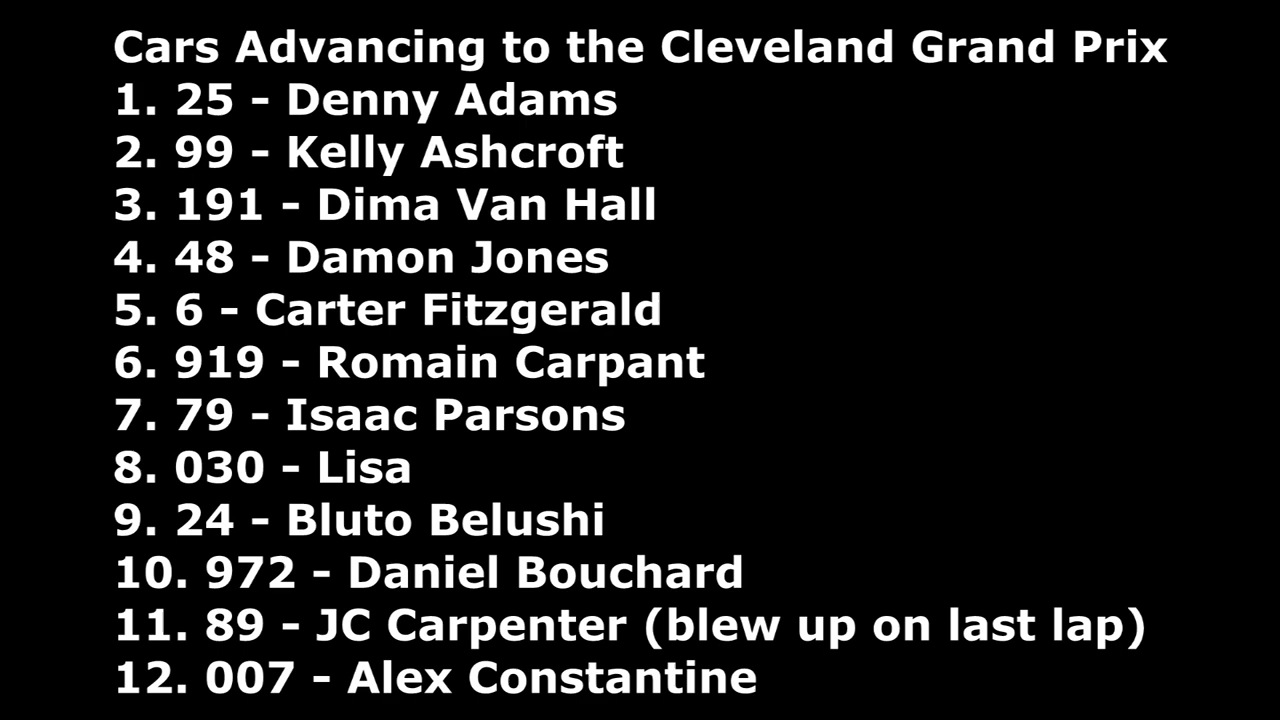 Cars Advancing to the Cleveland Grand Prix
1. 25 - Denny Adams
2. 99 - Kelly Ashcroft
3. 191 - Dima Van Hall
4. 48 - Damon Jones
5. 6 - Carter Fitzgerald
6. 919 - Romain Carpant
7. 79 - Isaac Parsons
8. 030 - Lisa
9. 24 - Bluto Belushi
10. 972 - Daniel Bouchard
11. 89 - JC Carpenter (blew up on last lap)
12. 007 - Alex Constantine